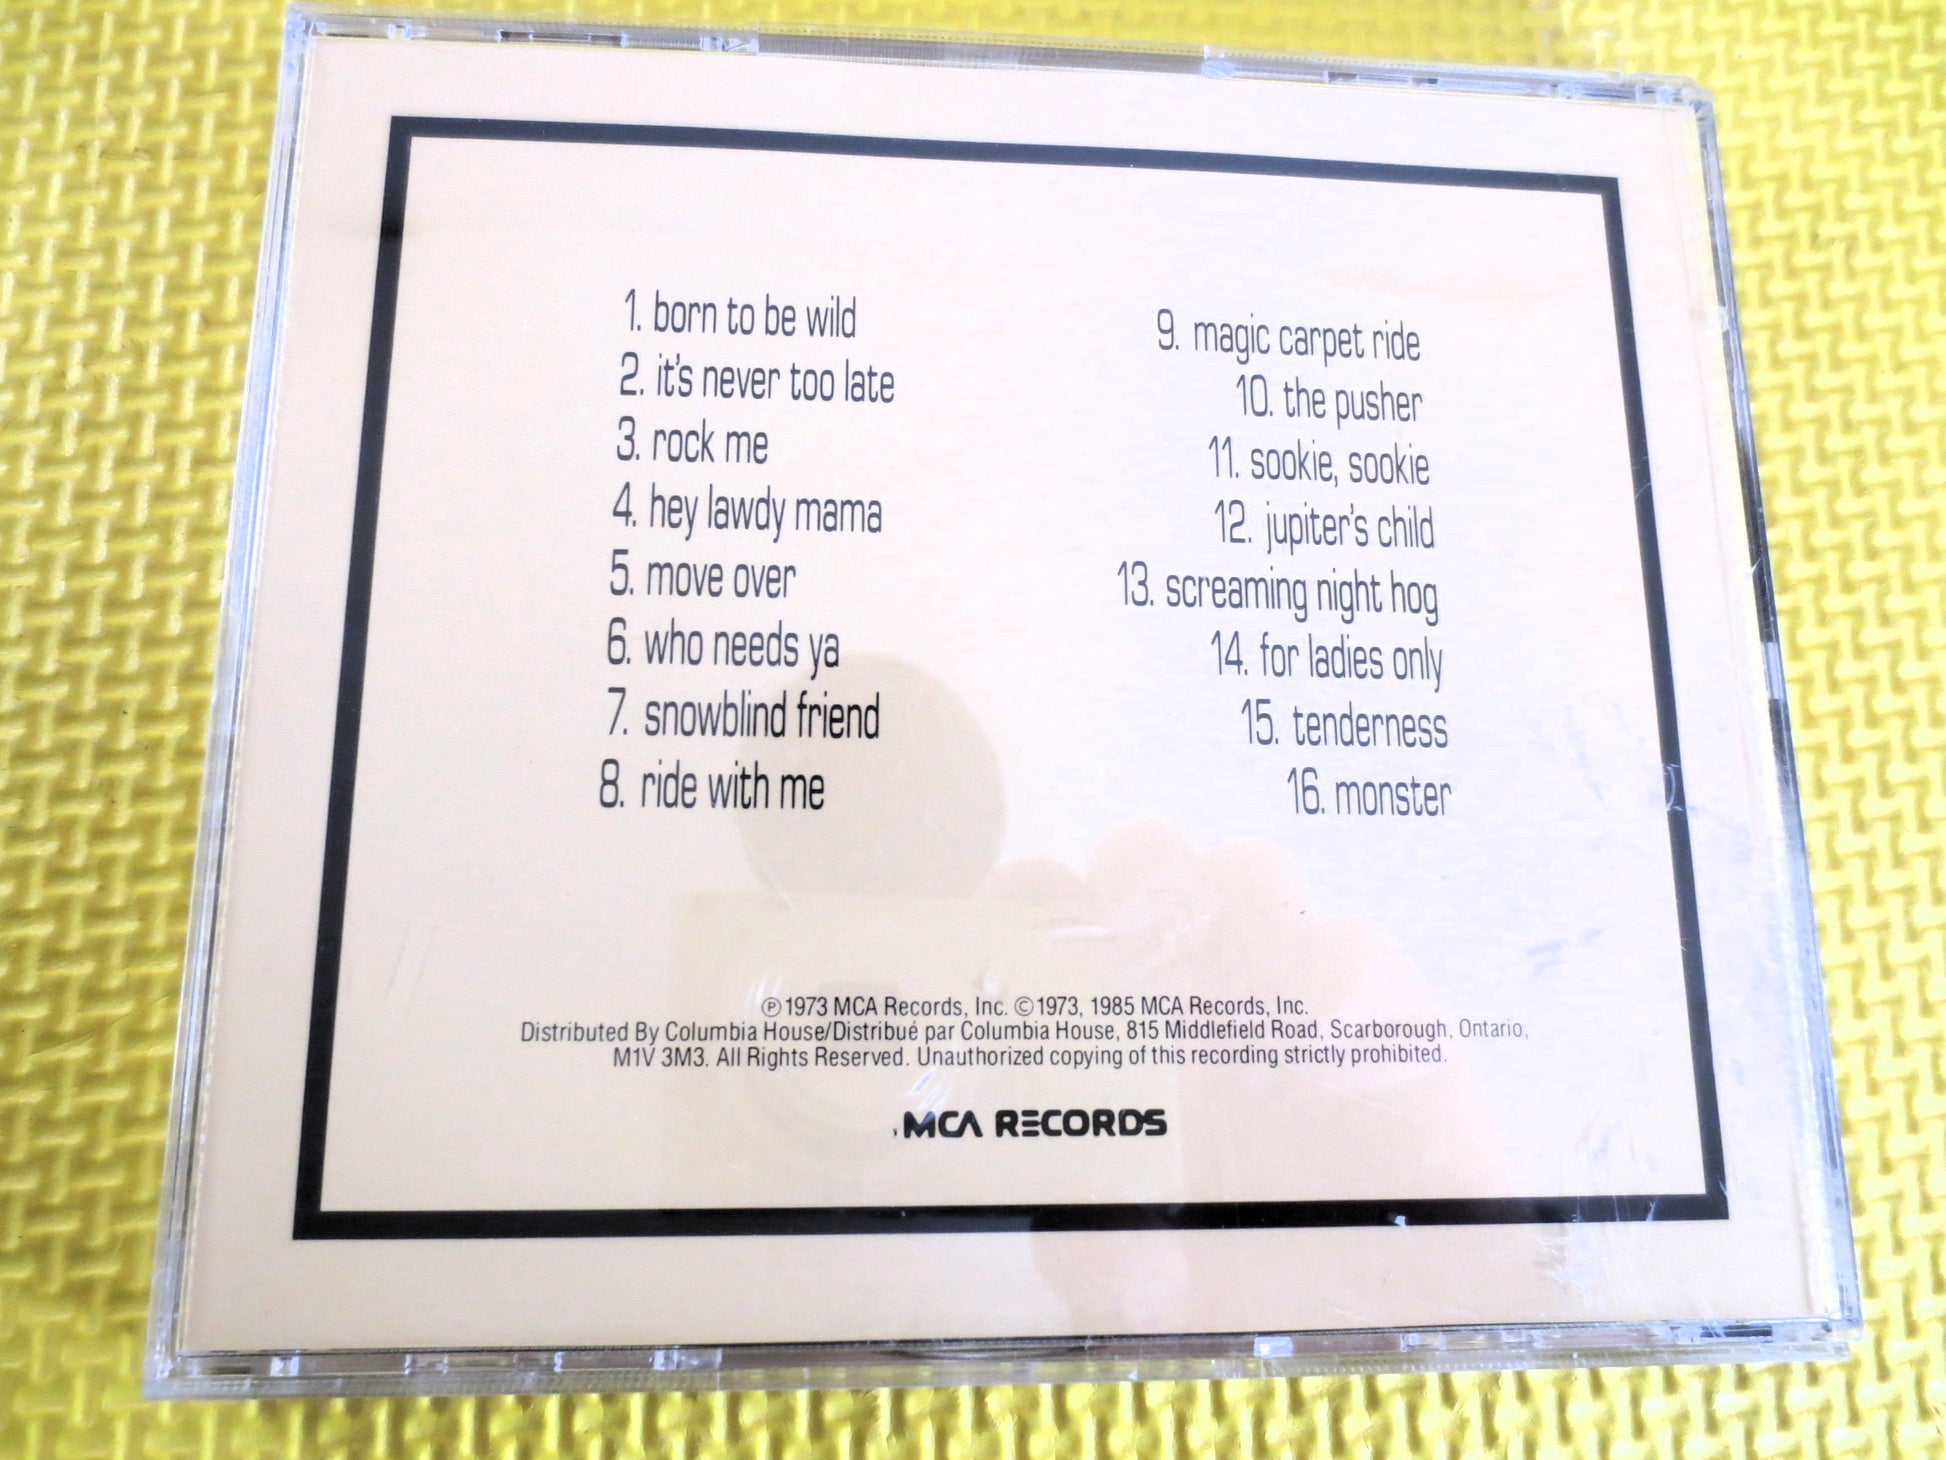 1. born to be wild
2. it's never too late
3. rock me
4. hey lawdy mama
5. move over
6. who needs ya
7. snowblind friend
8. ride with me
9. magic carpet ride
10. the pusher
11. sookie, sookie
12. jupiter's child
13. screaming night hog
14. for ladies only
15. tenderness
16. monster
℗ 1973 MCA Records, Inc. © 1973, 1985 MCA Records, Inc.
Distributed By Columbia House/Distribué par Columbia House, 815 Middlefield Road, Scarborough, Ontario,
M1V 3M3. All Rights Reserved. Unauthorized copying of this recording strictly prohibited.
MCA RECORDS